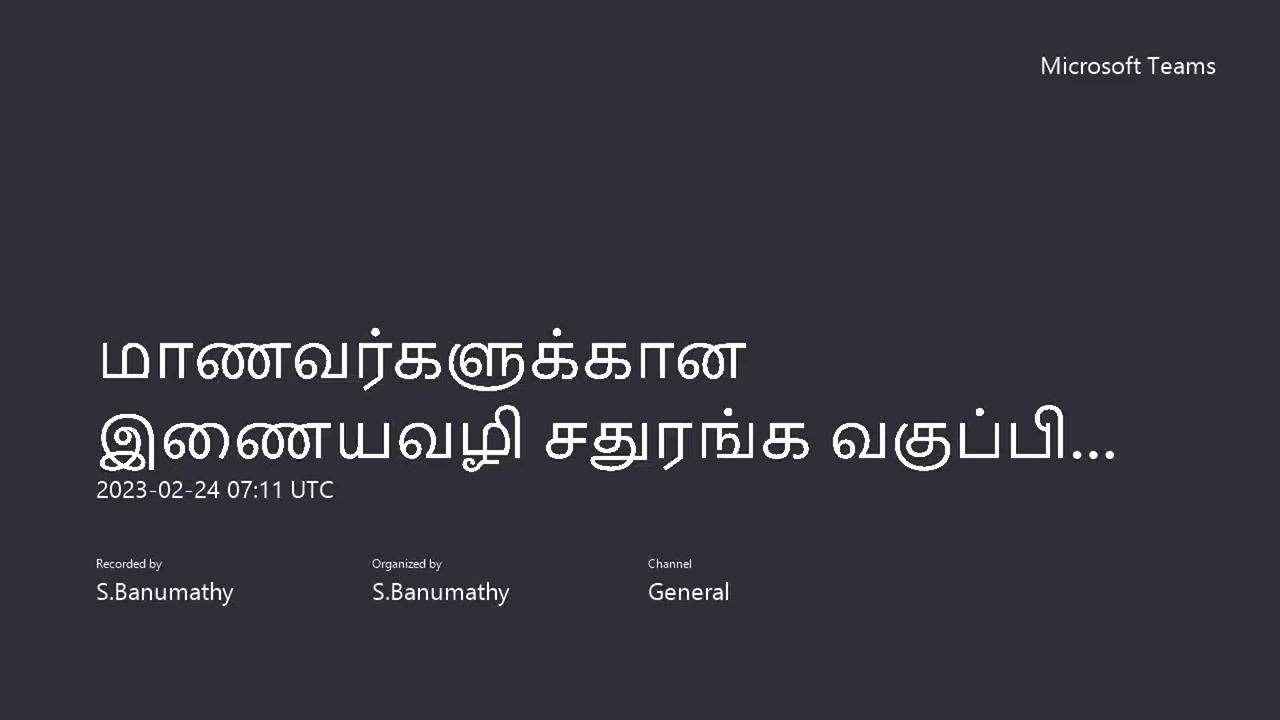 Microsoft Teams
மாணவர்களுக்கான
இணையவழி சதுரங்க வகுப்பி...
2023-02-24 07:11 UTC
Recorded by Organized by Channel
S.Banumathy S.Banumathy General